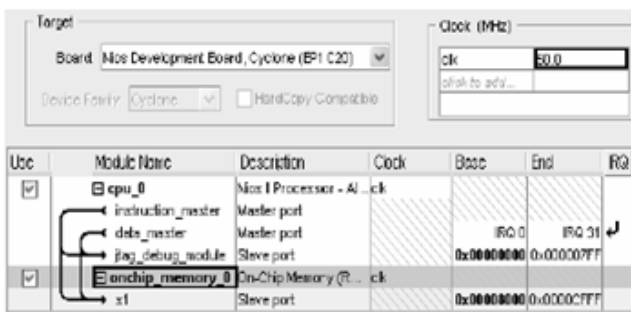 Target
Board: Nios Development Board, Cyclone (EP1C20)
Device Family: Cyclone
HardCopy Compatible
Clock (MHz)
clk 50.0
click to add...
Use Module Name Description Clock Base End IRQ
cpu_0 Nios II Processor - Al... clk
instruction_master Master port
data_master Master port IRQ 0 IRQ 31
jtag_debug_module Slave port 0x00000000 0x000007FF
onchip_memory_0 On-Chip Memory (R... clk
s1 Slave port 0x00008000 0x0000CFFF